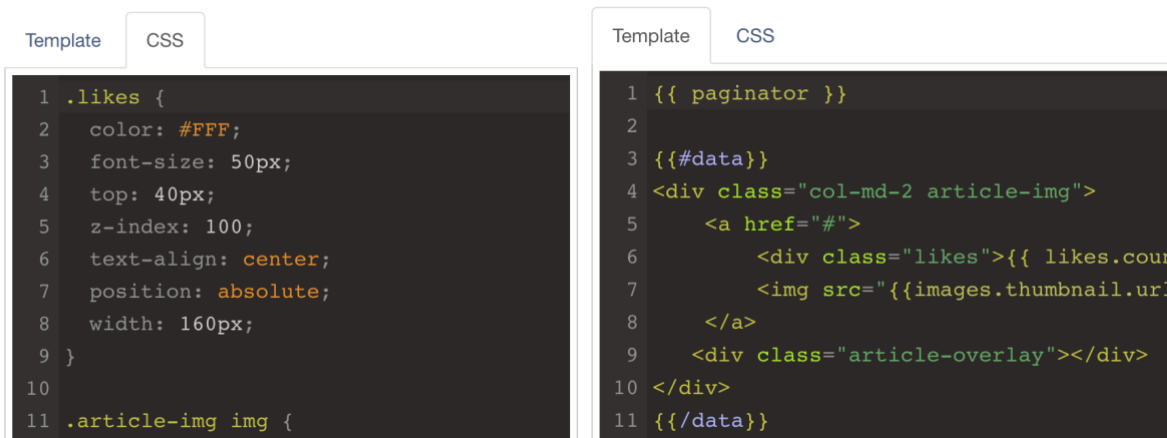 Template CSS
1 .likes {
2 color: #FFF;
3 font-size: 50px;
4 top: 40px;
5 z-index: 100;
6 text-align: center;
7 position: absolute;
8 width: 160px;
9 }
10
11 .article-img img {
Template CSS
1 {{ paginator }}
2
3 {{#data}}
4 <div class="col-md-2 article-img">
5 <a href="#">
6 <div class="likes">{{ likes.coun
7 <img src="{{images.thumbnail.url
8 </a>
9 <div class="article-overlay"></div>
10 </div>
11 {{/data}}